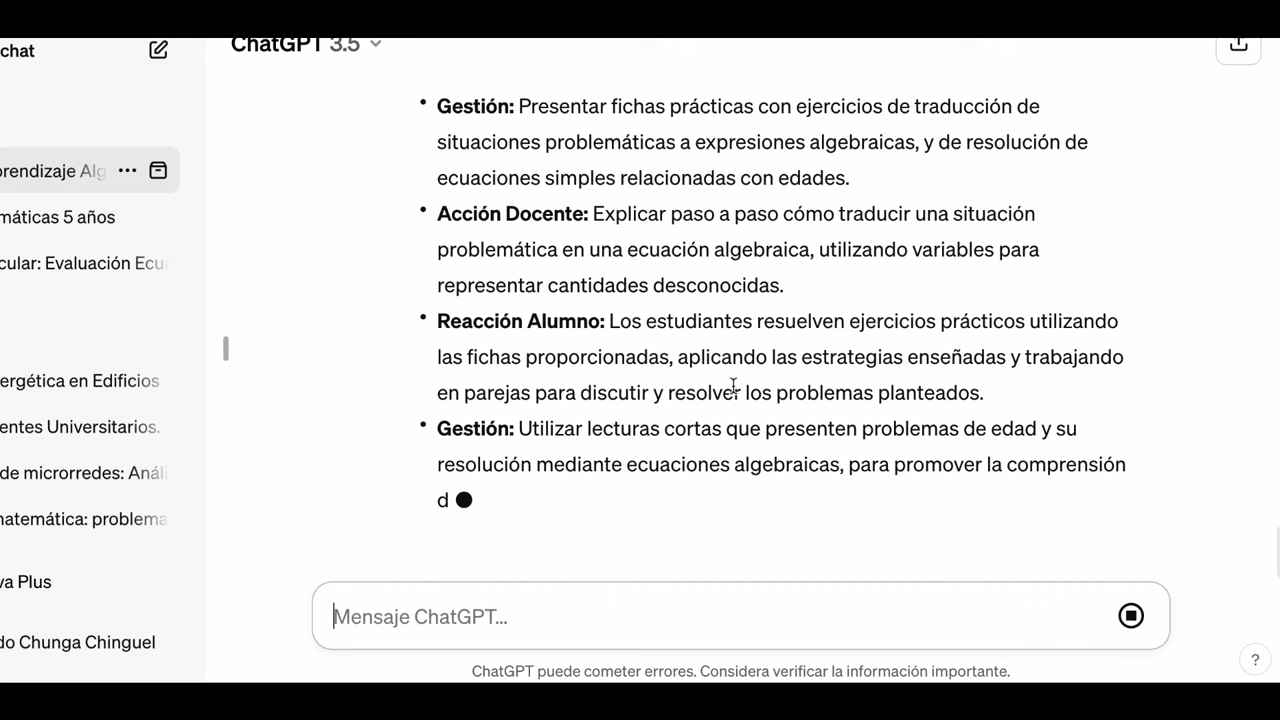 chat
ChatGPT 3.5
prendizaje Alg
máticas 5 años
cular: Evaluación Ecu
ergética en Edificios
entes Universitarios.
de microrredes: Anál
matemática: problema
va Plus
do Chunga Chinguel
• Gestión: Presentar fichas prácticas con ejercicios de traducción de
situaciones problemáticas a expresiones algebraicas, y de resolución de
ecuaciones simples relacionadas con edades.
• Acción Docente: Explicar paso a paso cómo traducir una situación
problemática en una ecuación algebraica, utilizando variables para
representar cantidades desconocidas.
• Reacción Alumno: Los estudiantes resuelven ejercicios prácticos utilizando
las fichas proporcionadas, aplicando las estrategias enseñadas y trabajando
en parejas para discutir y resolver los problemas planteados.
• Gestión: Utilizar lecturas cortas que presenten problemas de edad y su
resolución mediante ecuaciones algebraicas, para promover la comprensión
d
Mensaje ChatGPT...
ChatGPT puede cometer errores. Considera verificar la información importante.
?